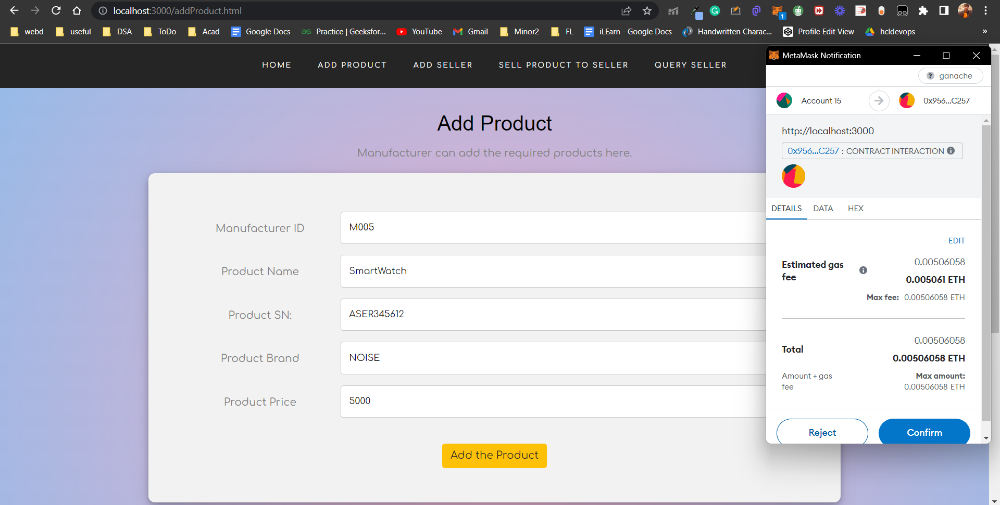 localhost:3000/addProduct.html
1
webd useful DSA ToDo Acad Google Docs Practice | Geeksfor... YouTube Gmail Minor2 FL iLEarn - Google Docs Handwritten Charac... Profile Edit View hcldevops »
HOME ADD PRODUCT ADD SELLER SELL PRODUCT TO SELLER QUERY SELLER
Add Product
Manufacturer can add the required products here.
Manufacturer ID M005
Product Name SmartWatch
Product SN: ASER345612
Product Brand NOISE
Product Price 5000
Add the Product
MetaMask Notification
? ganache
Account 15 0x956...C257
http://localhost:3000
0x956...C257 : CONTRACT INTERACTION
DETAILS DATA HEX
EDIT
Estimated gas fee
0.00506058
0.005061 ETH
Max fee: 0.00506058 ETH
Total
0.00506058
0.00506058 ETH
Amount + gas fee
Max amount:
0.00506058 ETH
Reject Confirm